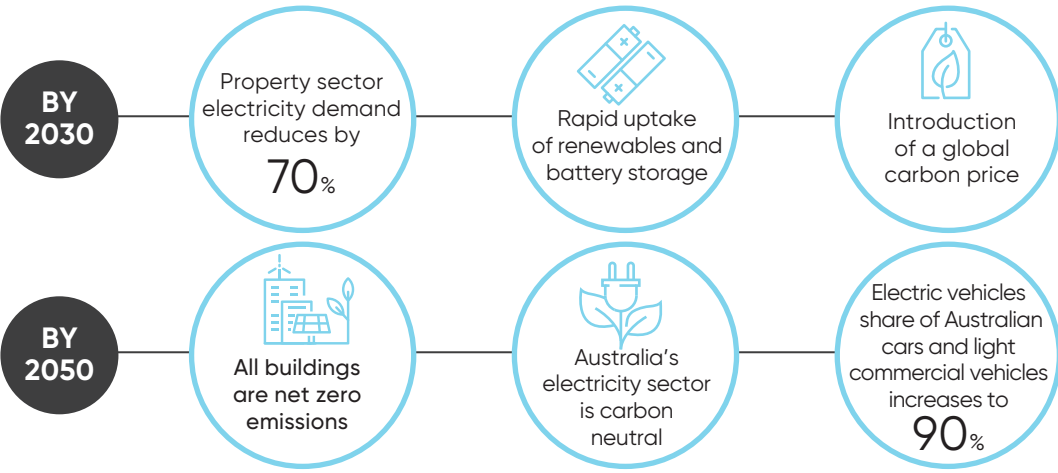 BY
2030
Property sector
electricity demand
reduces by
70%
Rapid uptake
of renewables and
battery storage
Introduction
of a global
carbon price
BY
2050
All buildings
are net zero
emissions
Australia's
electricity sector
is carbon
neutral
Electric vehicles
share of Australian
cars and light
commercial vehicles
increases to
90%